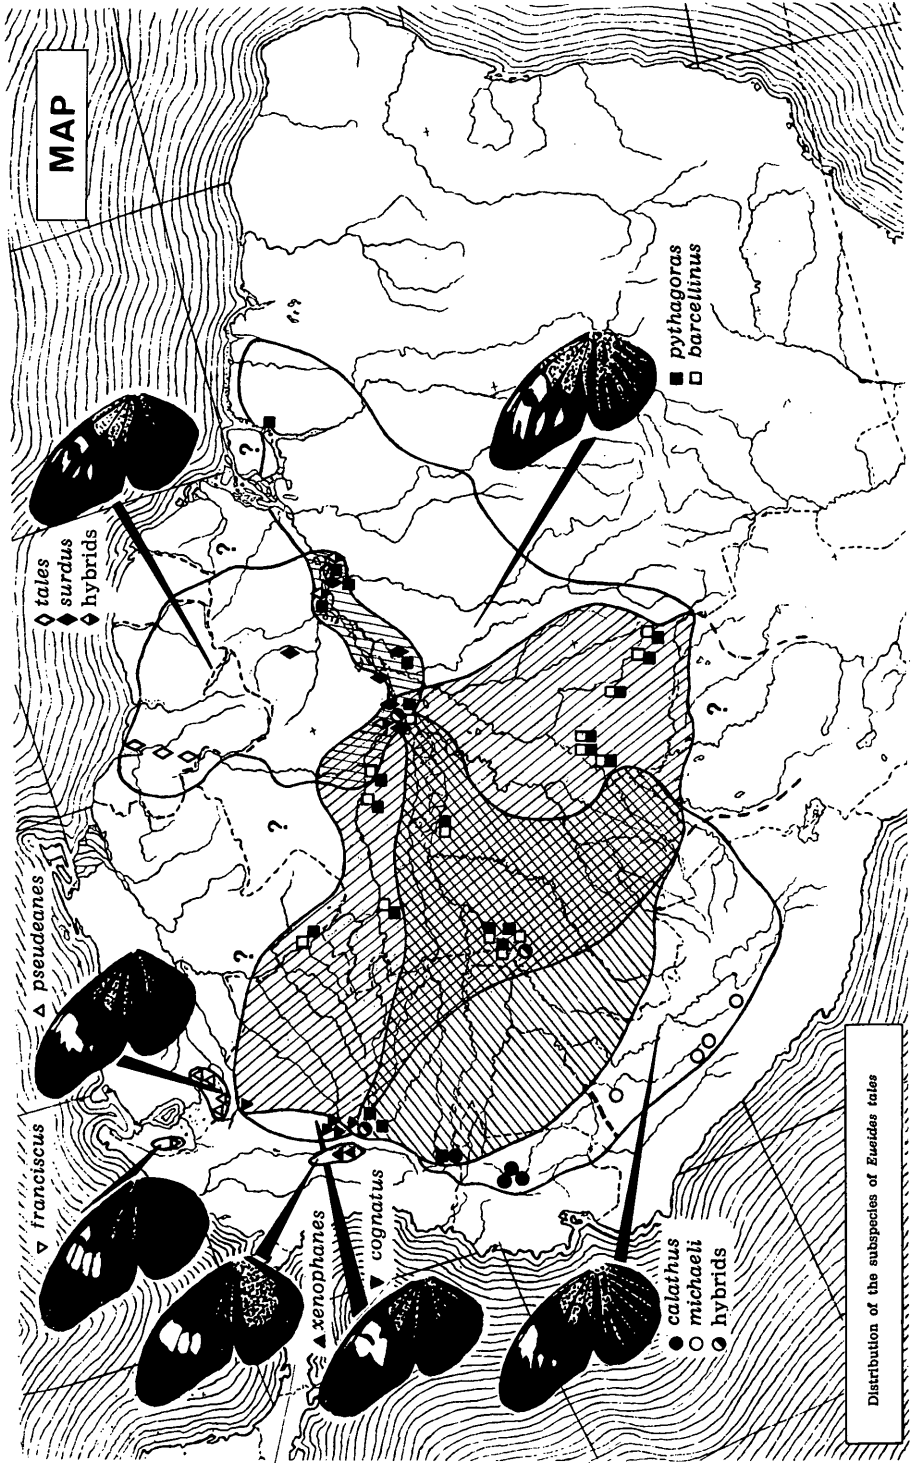 MAP
◇ tales
◆ surdus
⬖ hybrids
△ pseudeanes
▽ franciscus
▲ xenophanes
▼ cognatus
● calathus
○ michaeli
◒ hybrids
■ pythagoras
□ barcellinus
?
?
?
?
?
Distribution of the subspecies of Eueides tales